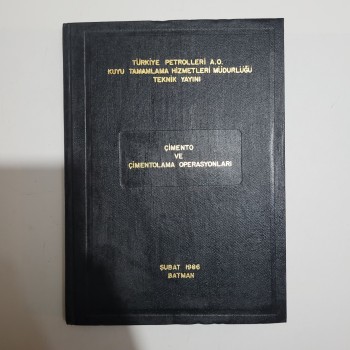 TÜRKİYE PETROLLERİ A.O.
KUYU TAMAMLAMA HİZMETLERİ MÜDÜRLÜĞÜ
TEKNİK YAYINI
ÇİMENTO
VE
ÇİMENTOLAMA OPERASYONLARI
ŞUBAT 1986
BATMAN